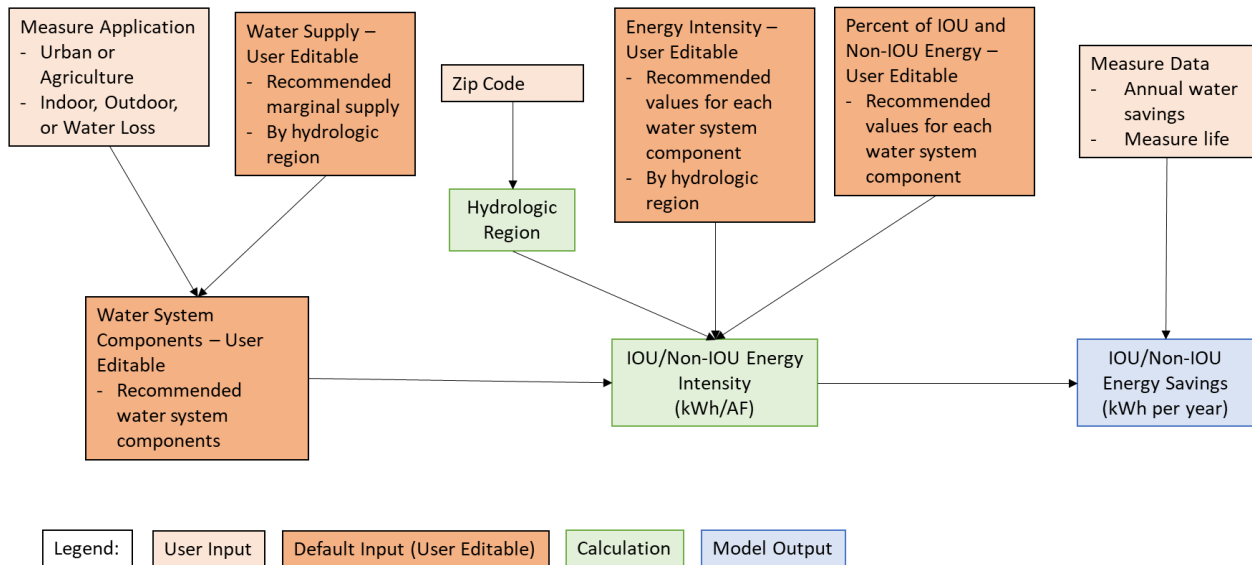 Measure Application
- Urban or
Agriculture
- Indoor, Outdoor,
or Water Loss
Water Supply –
User Editable
- Recommended
marginal supply
- By hydrologic
region
Zip Code
Energy Intensity –
User Editable
- Recommended
values for each
water system
component
- By hydrologic
region
Percent of IOU and
Non-IOU Energy –
User Editable
- Recommended
values for each
water system
component
Measure Data
- Annual water
savings
- Measure life
Hydrologic
Region
Water System
Components – User
Editable
- Recommended
water system
components
IOU/Non-IOU Energy
Intensity
(kWh/AF)
IOU/Non-IOU
Energy Savings
(kWh per year)
Legend:
User Input
Default Input (User Editable)
Calculation
Model Output